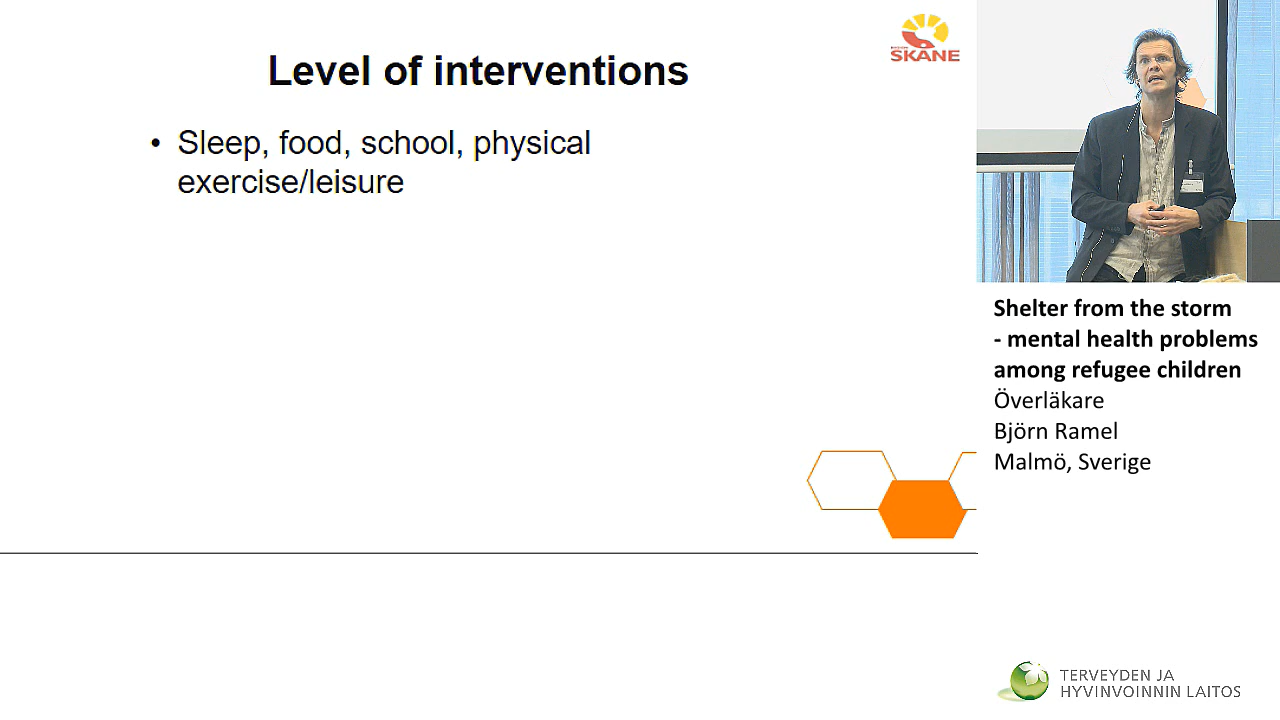 Level of interventions
• Sleep, food, school, physical
exercise/leisure
SKÅNE
Shelter from the storm
- mental health problems
among refugee children
Överläkare
Björn Ramel
Malmö, Sverige
TERVEYDEN JA
HYVINVOINNIN LAITOS